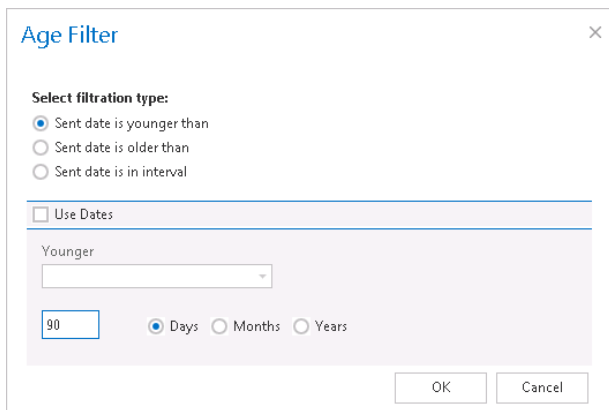 Age Filter
Select filtration type:
Sent date is younger than
Sent date is older than
Sent date is in interval
Use Dates
Younger
90 Days Months Years
OK Cancel